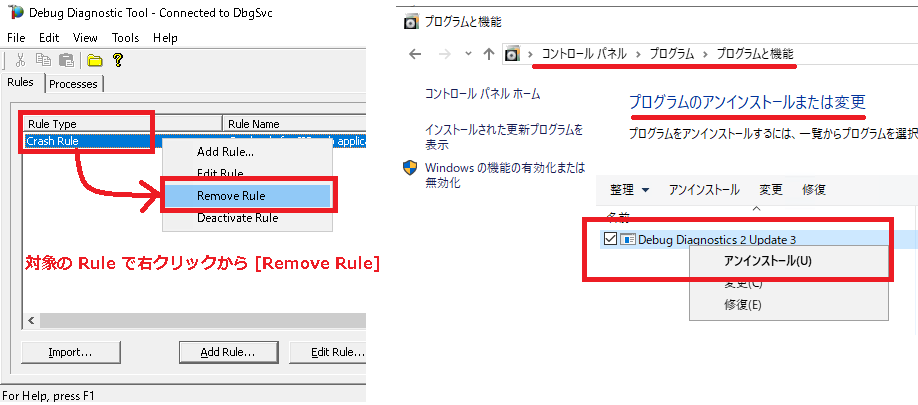 Debug Diagnostic Tool - Connected to DbgSvc
File Edit View Tools Help
Rules Processes
Rule Type Rule Name
Crash Rule
Add Rule...
Edit Rule
Remove Rule
Deactivate Rule
対象の Rule で右クリックから [Remove Rule]
Import... Add Rule... Edit Rule...
For Help, press F1
プログラムと機能
コントロール パネル > プログラム > プログラムと機能
コントロール パネル ホーム
インストールされた更新プログラムを
表示
Windows の機能の有効化または
無効化
プログラムのアンインストールまたは変更
プログラムをアンインストールするには、一覧からプログラムを選択
整理 アンインストール 変更 修復
名前
Debug Diagnostics 2 Update 3
アンインストール(U)
変更(C)
修復(E)